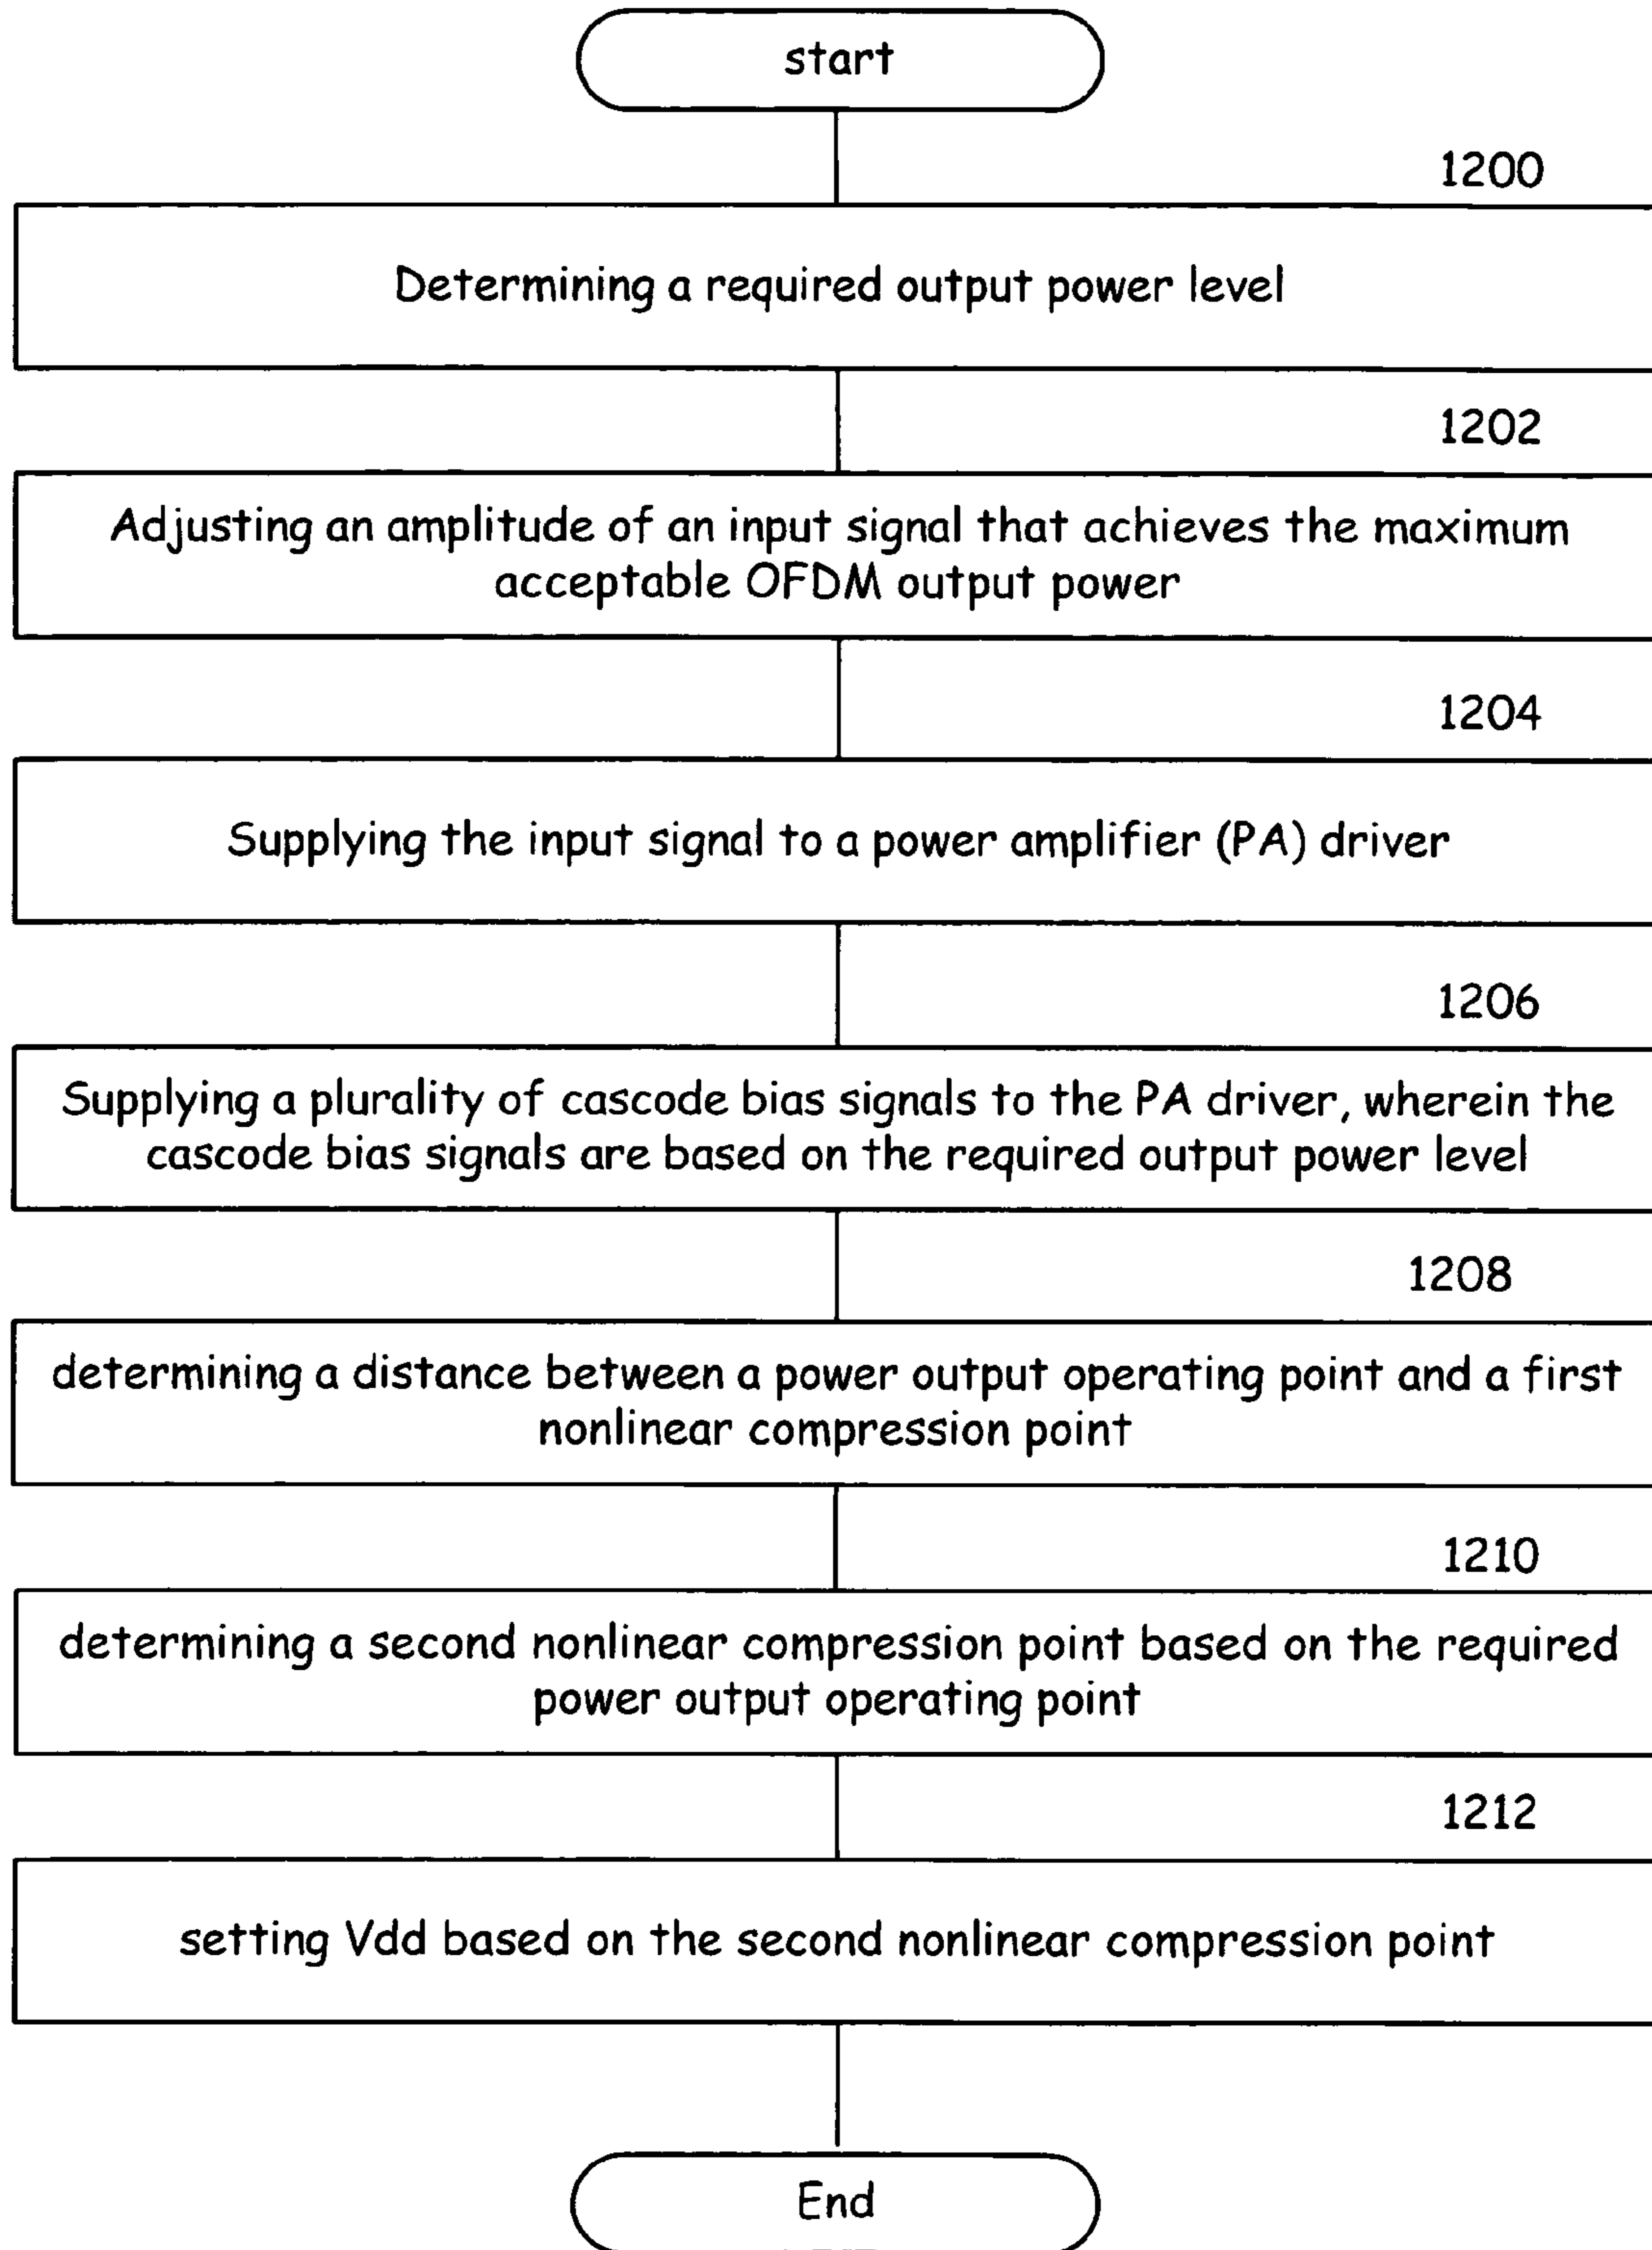 start
1200
Determining a required output power level
1202
Adjusting an amplitude of an input signal that achieves the maximum
acceptable OFDM output power
1204
Supplying the input signal to a power amplifier (PA) driver
1206
Supplying a plurality of cascode bias signals to the PA driver, wherein the
cascode bias signals are based on the required output power level
1208
determining a distance between a power output operating point and a first
nonlinear compression point
1210
determining a second nonlinear compression point based on the required
power output operating point
1212
setting Vdd based on the second nonlinear compression point
End